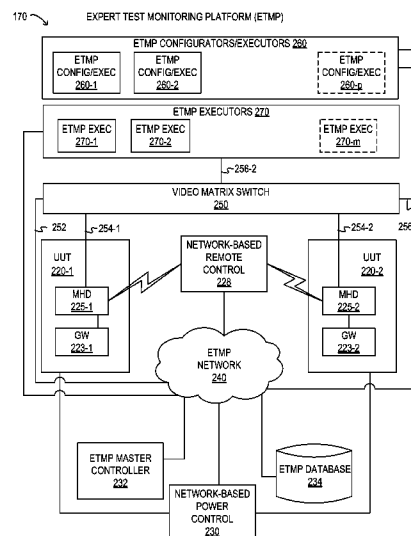 170
EXPERT TEST MONITORING PLATFORM (ETMP)
ETMP CONFIGURATORS/EXECUTORS 260
ETMP
CONFIG/EXEC
260-1
ETMP
CONFIG/EXEC
260-2
ETMP
CONFIG/EXEC
260-p
ETMP EXECUTORS 270
ETMP EXEC
270-1
ETMP EXEC
270-2
ETMP EXEC
270-m
256-2
VIDEO MATRIX SWITCH
250
252
254-1
254-2
256
UUT
220-1
MHD
225-1
GW
223-1
NETWORK-BASED
REMOTE
CONTROL
228
UUT
220-2
MHD
225-2
GW
223-2
ETMP
NETWORK
240
ETMP MASTER
CONTROLLER
232
ETMP DATABASE
234
NETWORK-BASED
POWER
CONTROL
230